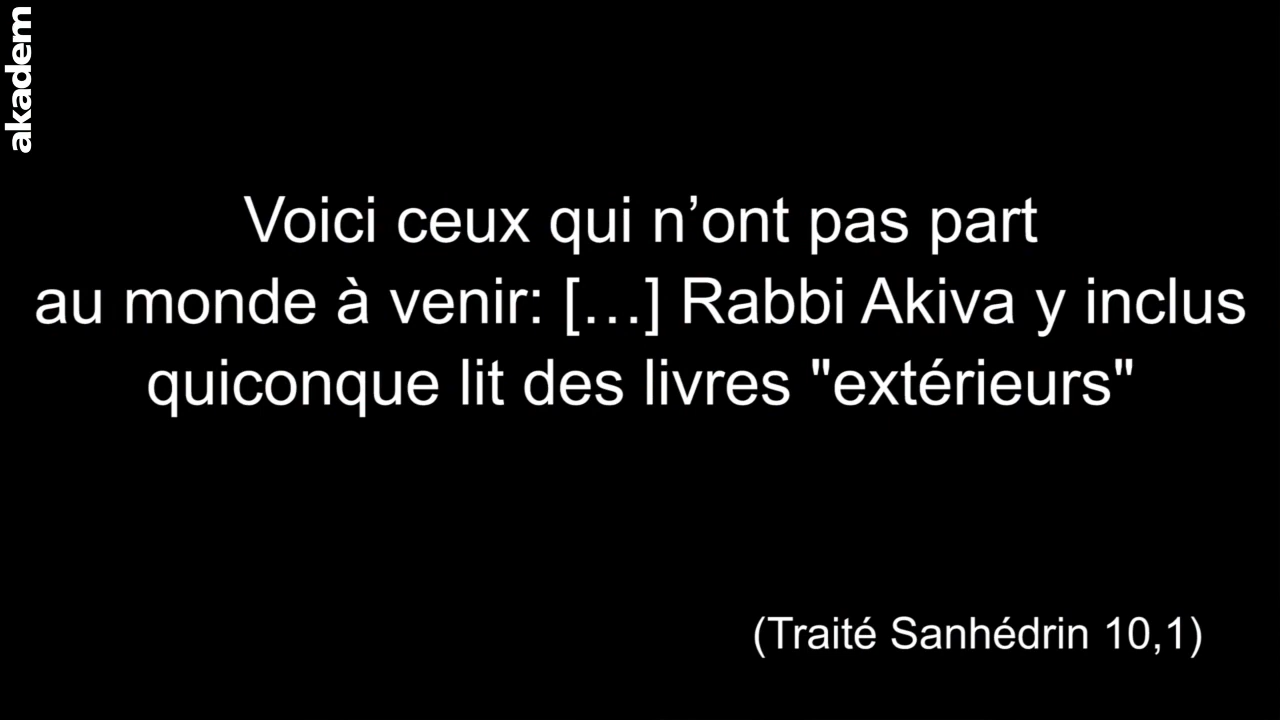 akadem
Voici ceux qui n’ont pas part
au monde à venir: […] Rabbi Akiva y inclus
quiconque lit des livres "extérieurs"
(Traité Sanhédrin 10,1)